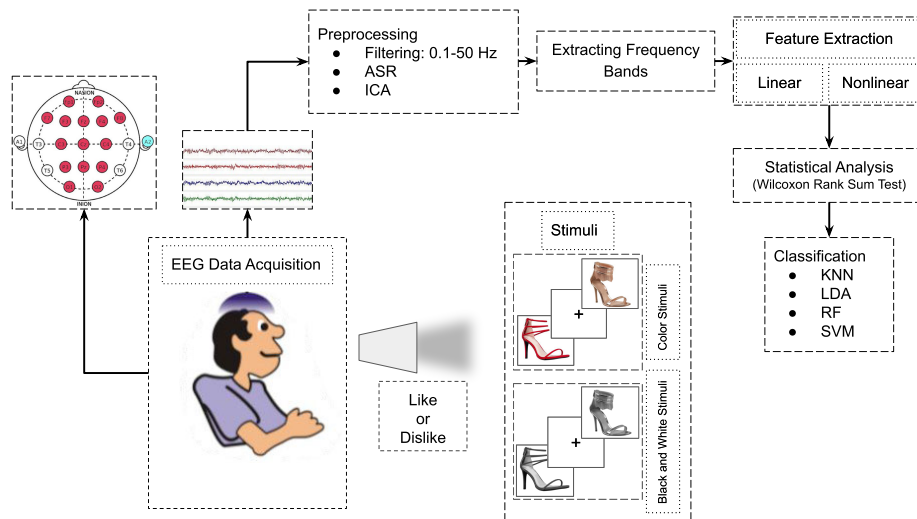 Preprocessing
● Filtering: 0.1-50 Hz
● ASR
● ICA
Extracting Frequency
Bands
Feature Extraction
Linear
Nonlinear
NASION
A1
T3
T4
A2
T5
T6
INION
Statistical Analysis
(Wilcoxon Rank Sum Test)
EEG Data Acquisition
Like
or
Dislike
Stimuli
+
Color Stimuli
+
Black and White Stimuli
Classification
● KNN
● LDA
● RF
● SVM